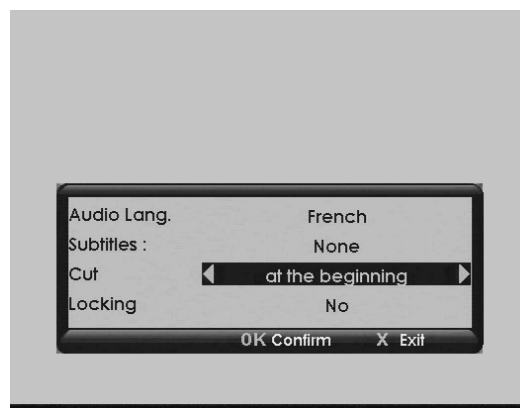 Audio Lang. French
Subtitles : None
Cut at the beginning
Locking No
OK Confirm X Exit